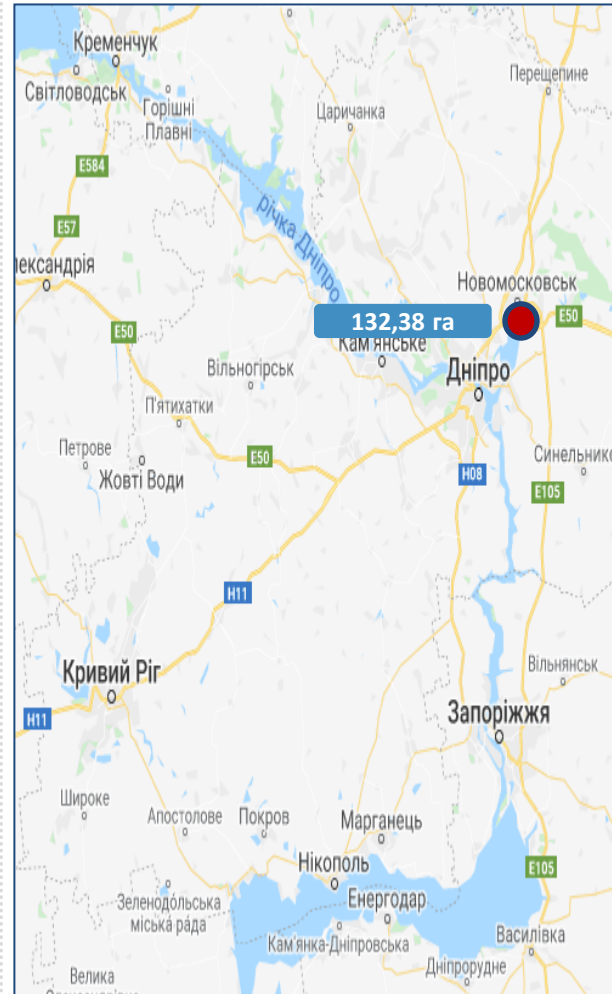 Кременчук
Світловодськ
Горішні
Плавні
Перещепине
Царичанка
E584
E57
річка Дніпро
лександрія
Новомосковськ
E50
132,38 га
E50
Кам'янське
Вільногірськ
Дніпро
П'ятихатки
Петрове
Жовті Води
E50
H08
Синельнико
E105
H11
Кривий Ріг
Вільнянськ
H11
Запоріжжя
Широке
Апостолове
Покров
Марганець
Нікополь
E105
Зеленодольська
міська рада
Енергодар
Кам'янка-Дніпровська
Василівка
Дніпрорудне
Велика